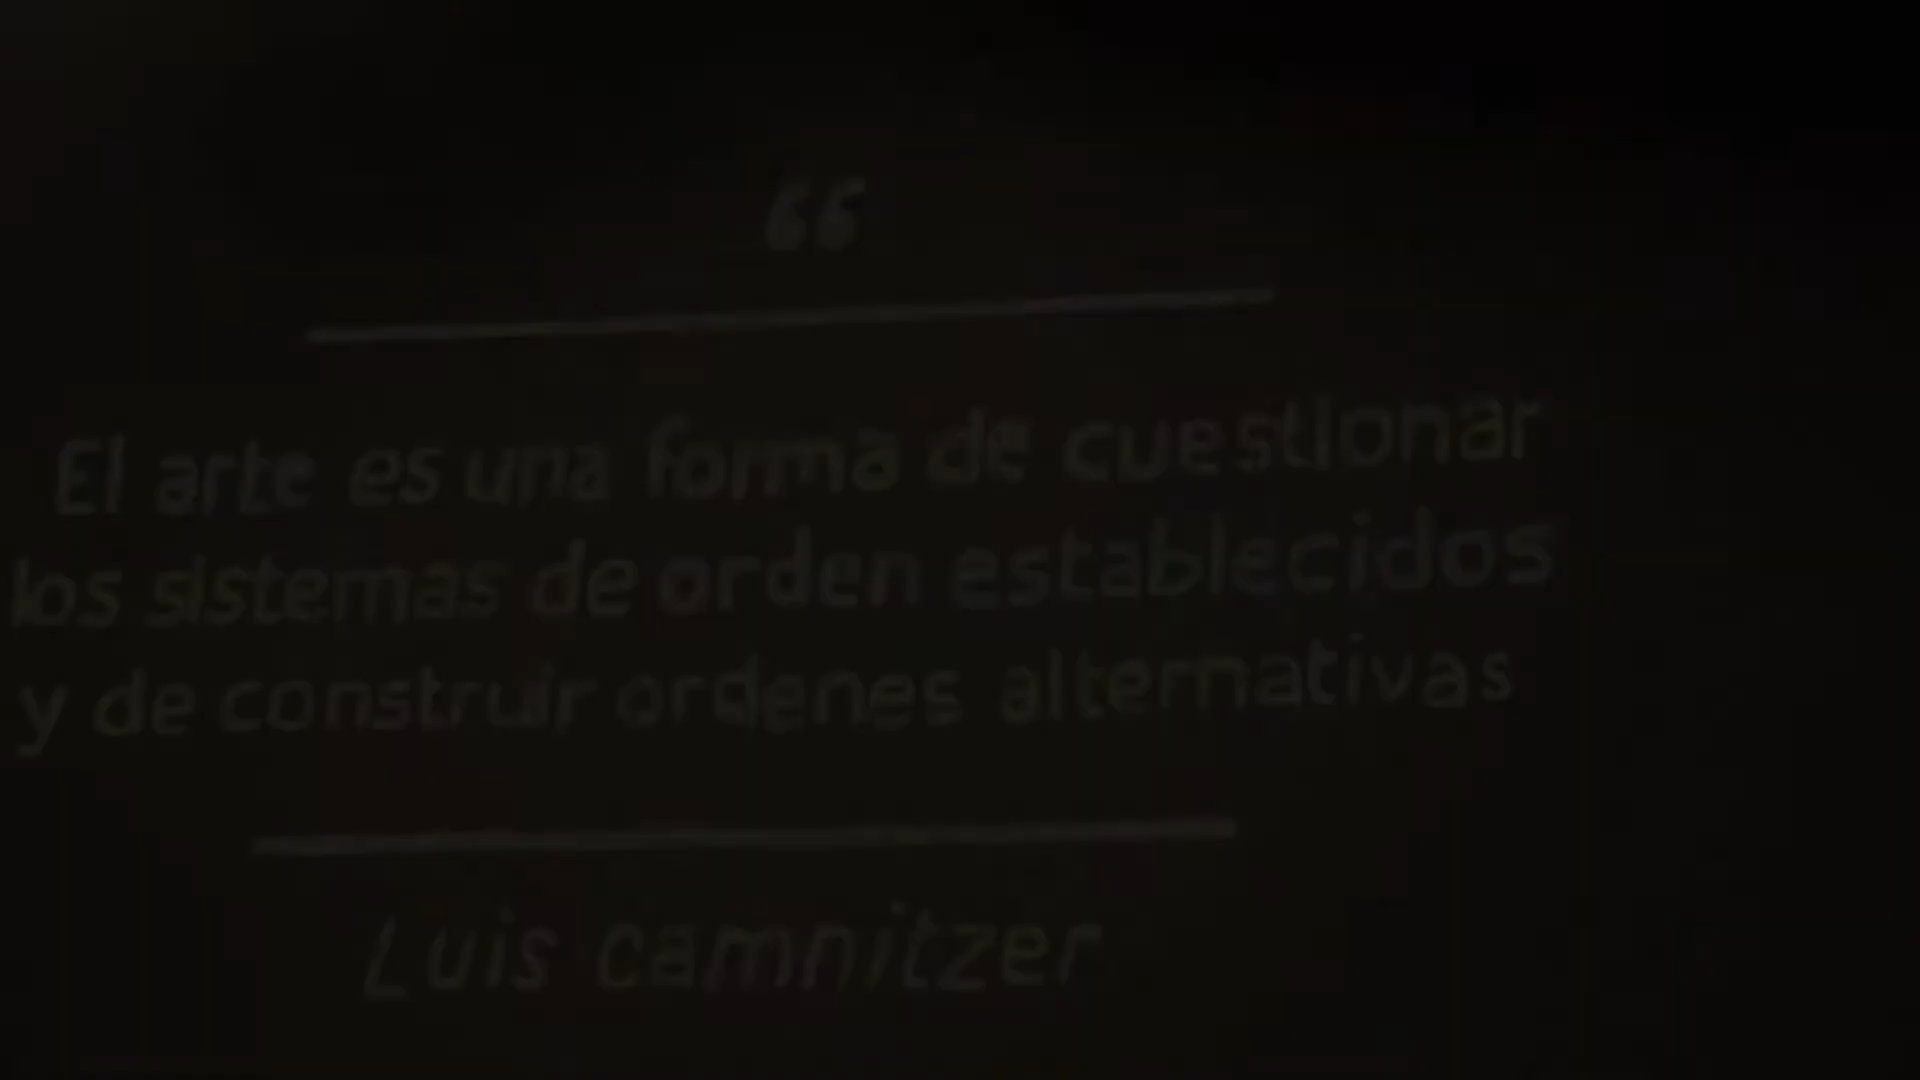 “
El arte es una forma de cuestionar
los sistemas de orden establecidos
y de construir ordenes alternativas
Luis camnitzer